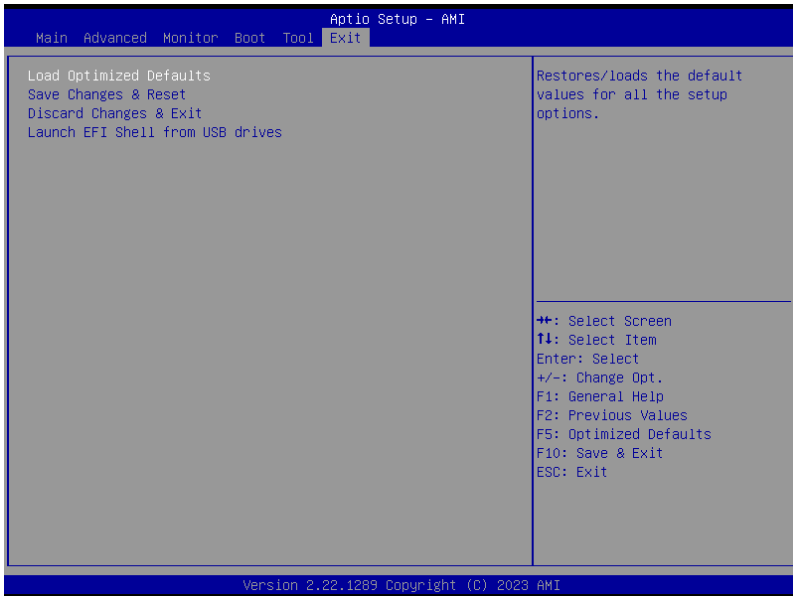 Aptio Setup - AMI
Main Advanced Monitor Boot Tool Exit
Load Optimized Defaults
Save Changes & Reset
Discard Changes & Exit
Launch EFI Shell from USB drives
Restores/loads the default
values for all the setup
options.
→←: Select Screen
↑↓: Select Item
Enter: Select
+/-: Change Opt.
F1: General Help
F2: Previous Values
F5: Optimized Defaults
F10: Save & Exit
ESC: Exit
Version 2.22.1289 Copyright (C) 2023 AMI